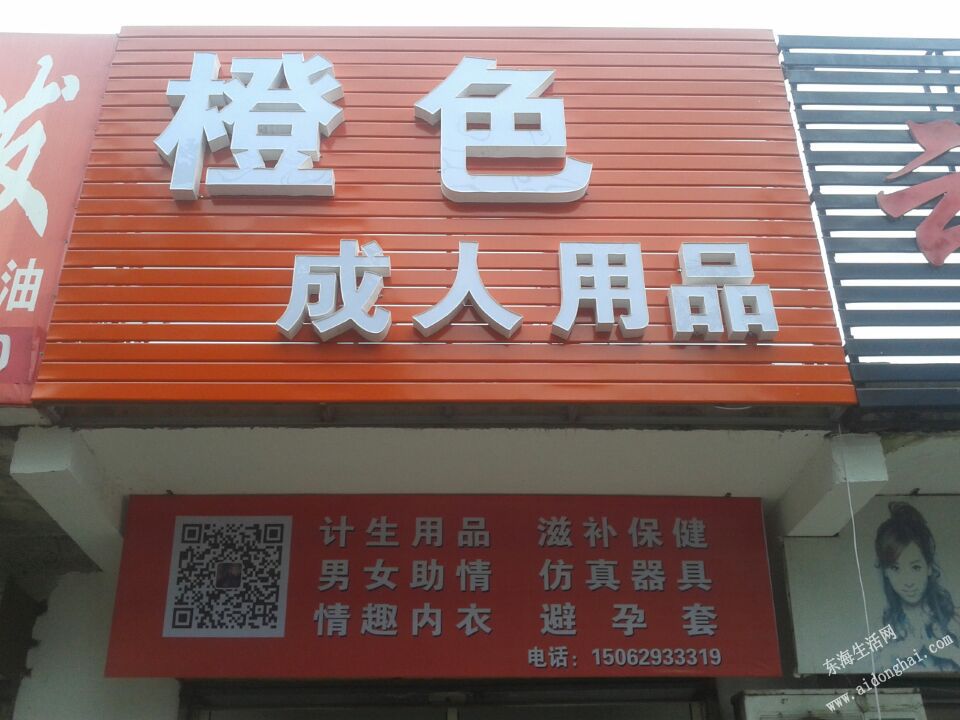 橙色
成人用品
油
计生用品 滋补保健
男女助情 仿真器具
情趣内衣 避孕套
电话：15062933319
东海生活网
www.aidonghai.com